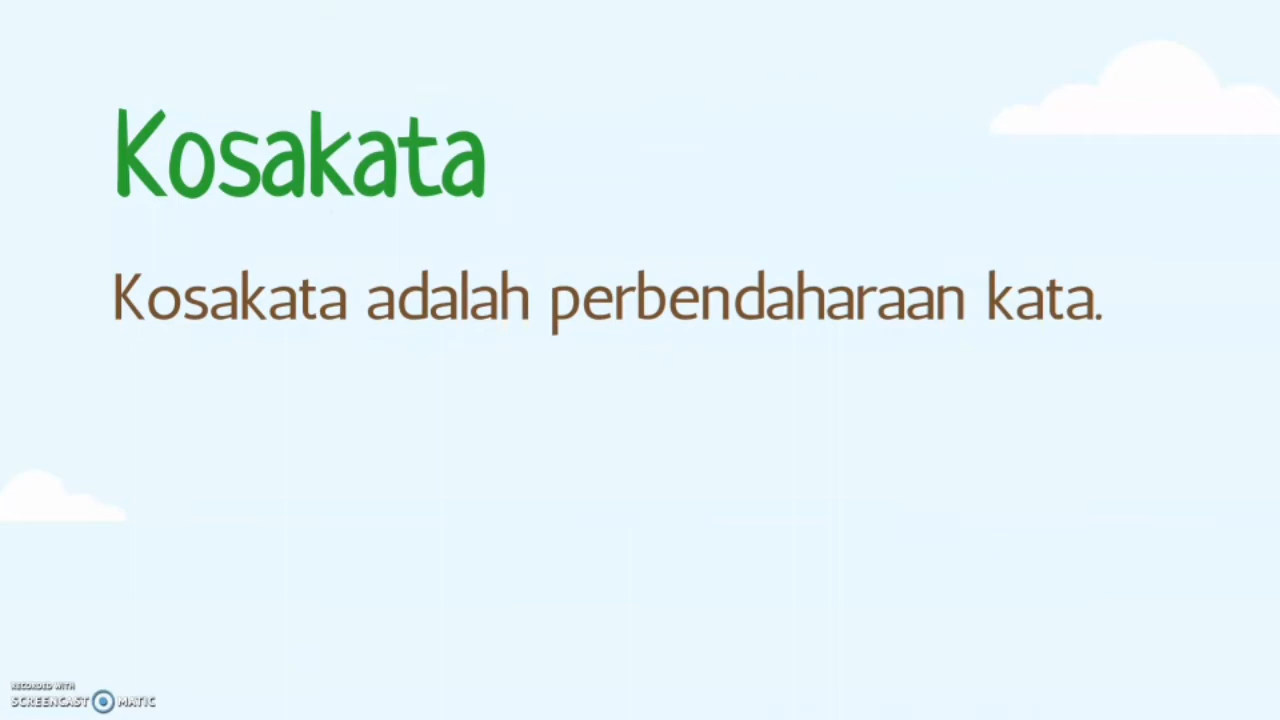 Kosakata
Kosakata adalah perbendaharaan kata.
RECORDED WITH
SCREENCAST MATIC